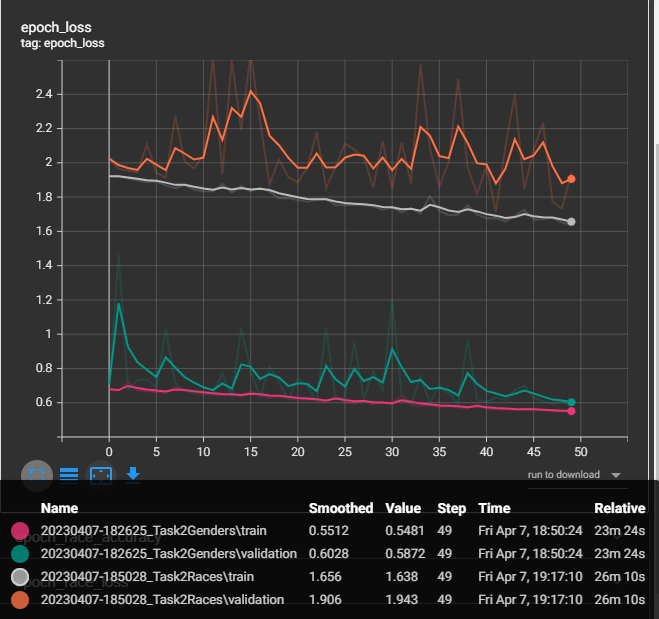 epoch_loss
tag: epoch_loss
2.4
2.2
2
1.8
1.6
1.4
1.2
1
0.8
0.6
0 5 10 15 20 25 30 35 40 45 50
run to download
Name Smoothed Value Step Time Relative
20230407-182625_Task2Genders\train 0.5512 0.5481 49 Fri Apr 7, 18:50:24 23m 24s
epoch_race_accuracy
20230407-182625_Task2Genders\validation 0.6028 0.5872 49 Fri Apr 7, 18:50:24 23m 24s
20230407-185028_Task2Races\train 1.656 1.638 49 Fri Apr 7, 19:17:10 26m 10s
epoch_race_loss
20230407-185028_Task2Races\validation 1.906 1.943 49 Fri Apr 7, 19:17:10 26m 10s